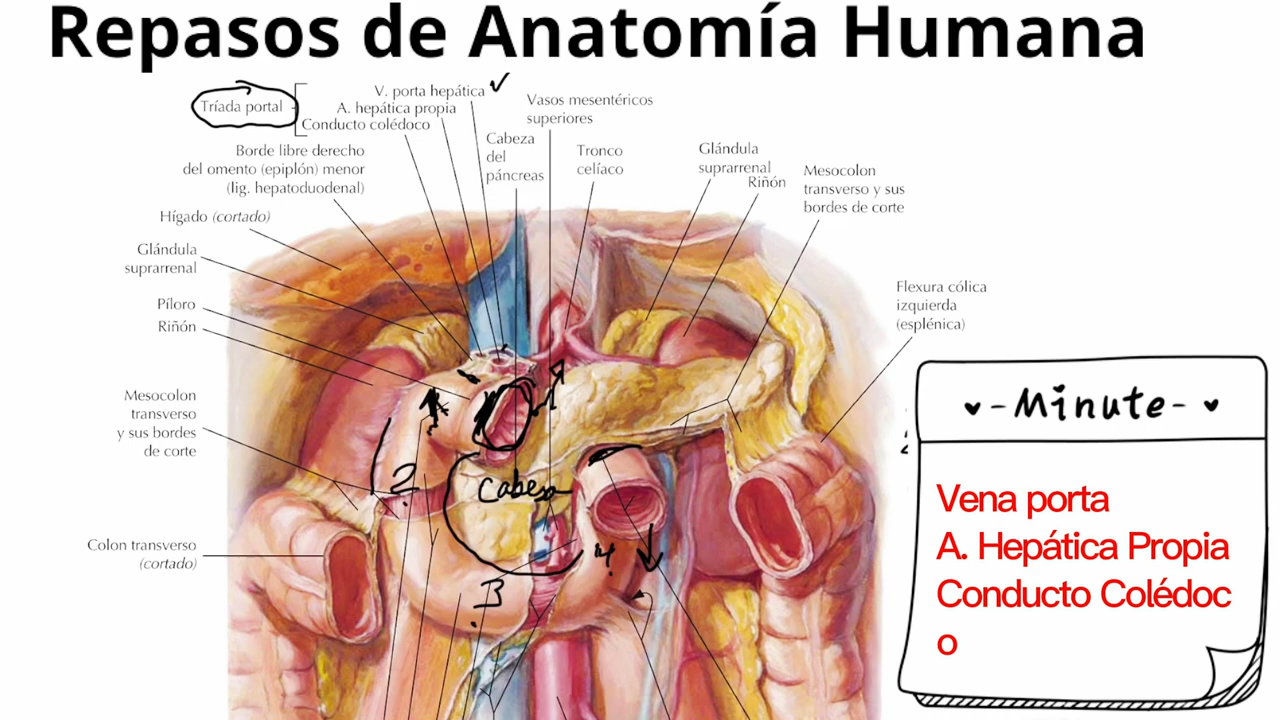 Repasos de Anatomía Humana
Tríada portal
V. porta hepática
A. hepática propia
Conducto colédoco
Vasos mesentéricos
superiores
Borde libre derecho
del omento (epiplón) menor
(lig. hepatoduodenal)
Cabeza
del
páncreas
Tronco
celíaco
Glándula
suprarrenal
Riñón
Mesocolon
transverso y sus
bordes de corte
Hígado (cortado)
Glándula
suprarrenal
Píloro
Riñón
Flexura cólica
izquierda
(esplénica)
Mesocolon
transverso
y sus bordes
de corte
Colon transverso
(cortado)
2
Cabeza
3
4
- Minute -
Vena porta
A. Hepática Propia
Conducto Colédoc
o